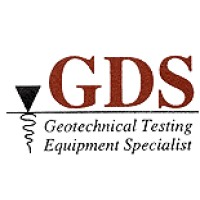 GDS
Geotechnical Testing
Equipment Specialist